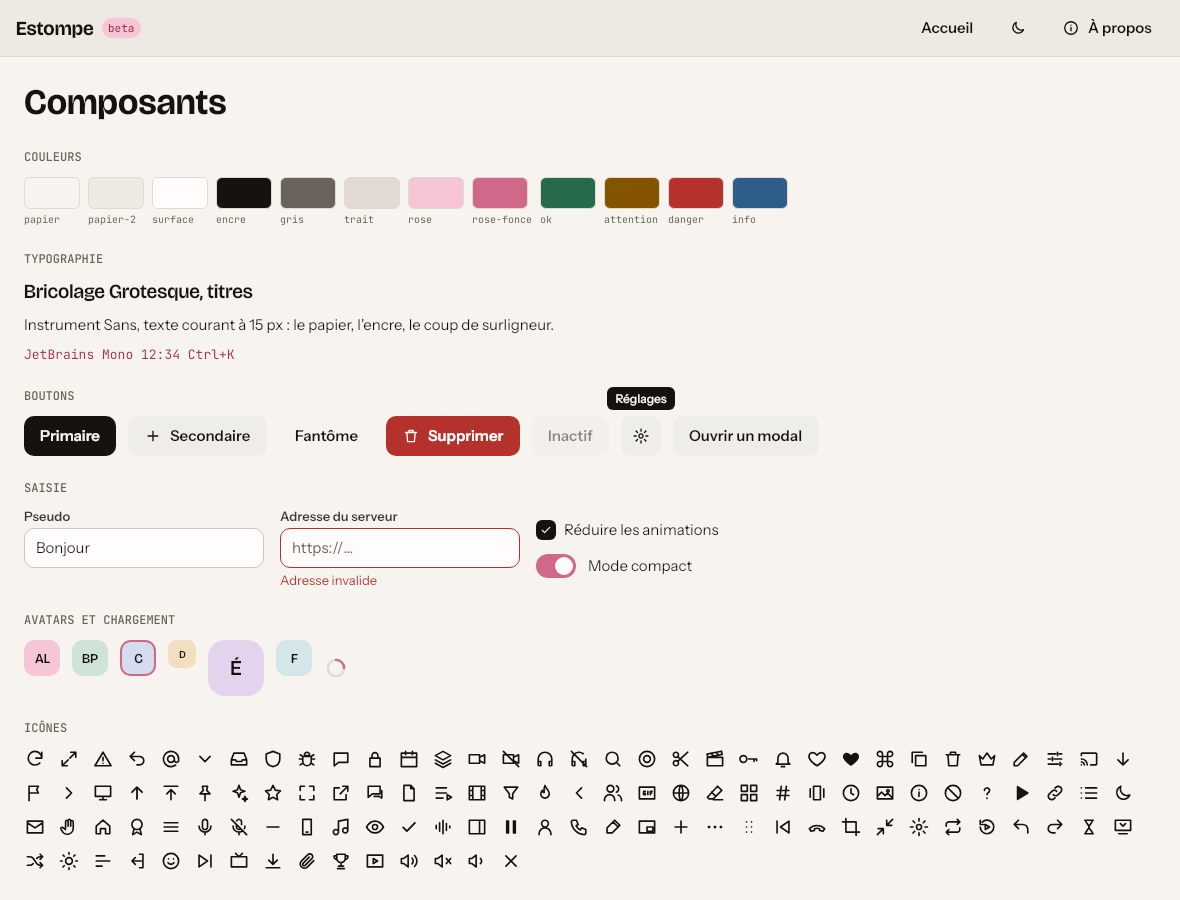 Estompe beta Accueil À propos
Composants
COULEURS
papier papier-2 surface encre gris trait rose rose-fonce ok attention danger info
TYPOGRAPHIE
Bricolage Grotesque, titres
Instrument Sans, texte courant à 15 px : le papier, l'encre, le coup de surligneur.
JetBrains Mono 12:34 Ctrl+K
BOUTONS
Réglages
Primaire Secondaire Fantôme Supprimer Inactif Ouvrir un modal
SAISIE
Pseudo Adresse du serveur
Bonjour https://… Réduire les animations
Mode compact
Adresse invalide
AVATARS ET CHARGEMENT
AL BP C D É F
ICÔNES
GIF